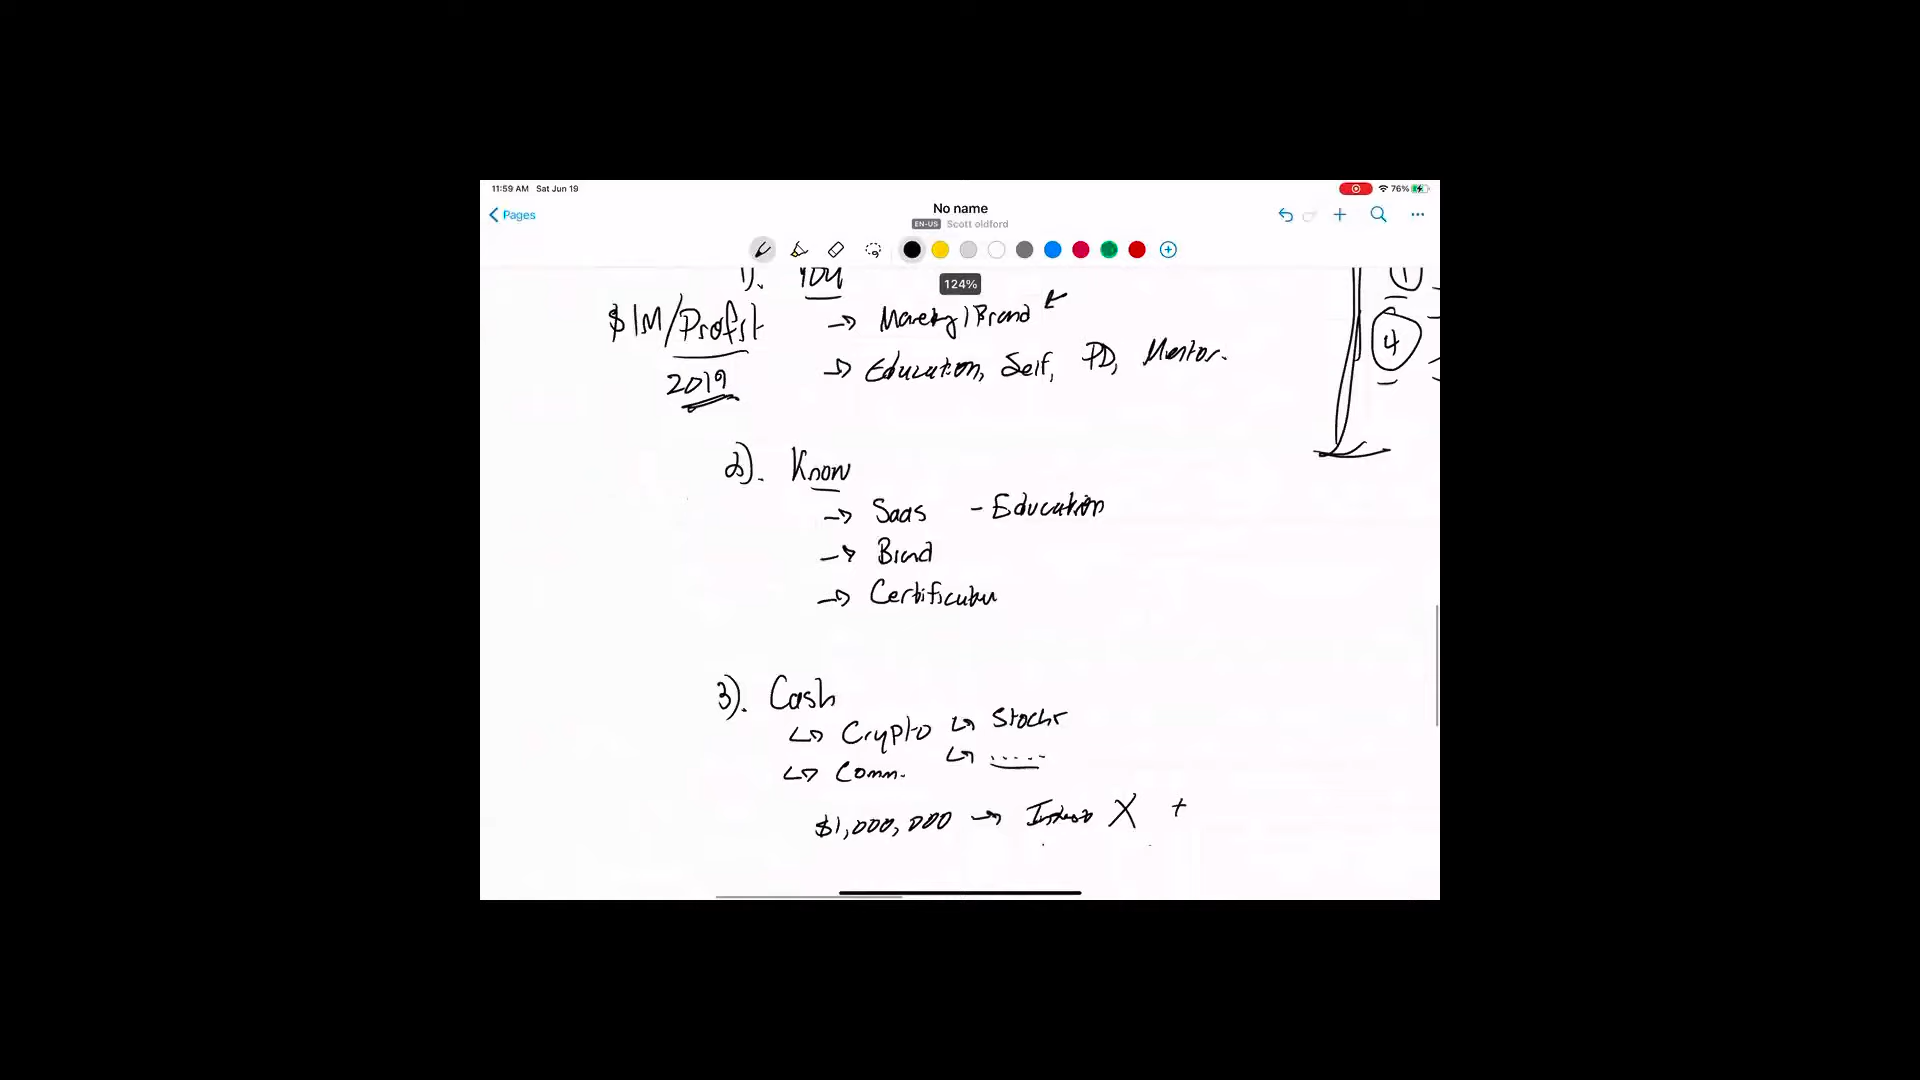 11:59 AM Sat Jun 19
76%
Pages
No name
EN-US Scott oldford
124%
1). You
$1M/Profit
2019
→ Marketing/Brand
→ Education, Self, PD, Mentor.
1
4
2). Know
→ Saas - Education
→ Brand
→ Certification
3). Cash
↳ Crypto ↳ Stocks
↳ Comm. ↳ .....
$1,000,000 → X +